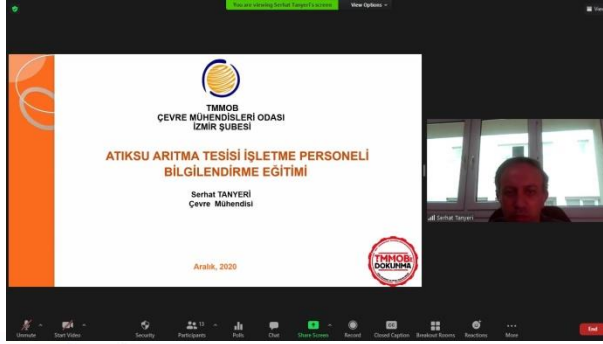 You are viewing Serhat Tanyeri's screen
View Options
View
TMMOB
ÇEVRE MÜHENDİSLERİ ODASI
İZMİR ŞUBESİ
ATIKSU ARITMA TESİSİ İŞLETME PERSONELİ
BİLGİLENDİRME EĞİTİMİ
Serhat TANYERİ
Çevre Mühendisi
Aralık, 2020
TMMOB'a
DOKUNMA
Serhat Tanyeri
Unmute
Start Video
Security
Participants
13
Polls
Chat
Share Screen
Record
Closed Caption
Breakout Rooms
Reactions
More
End